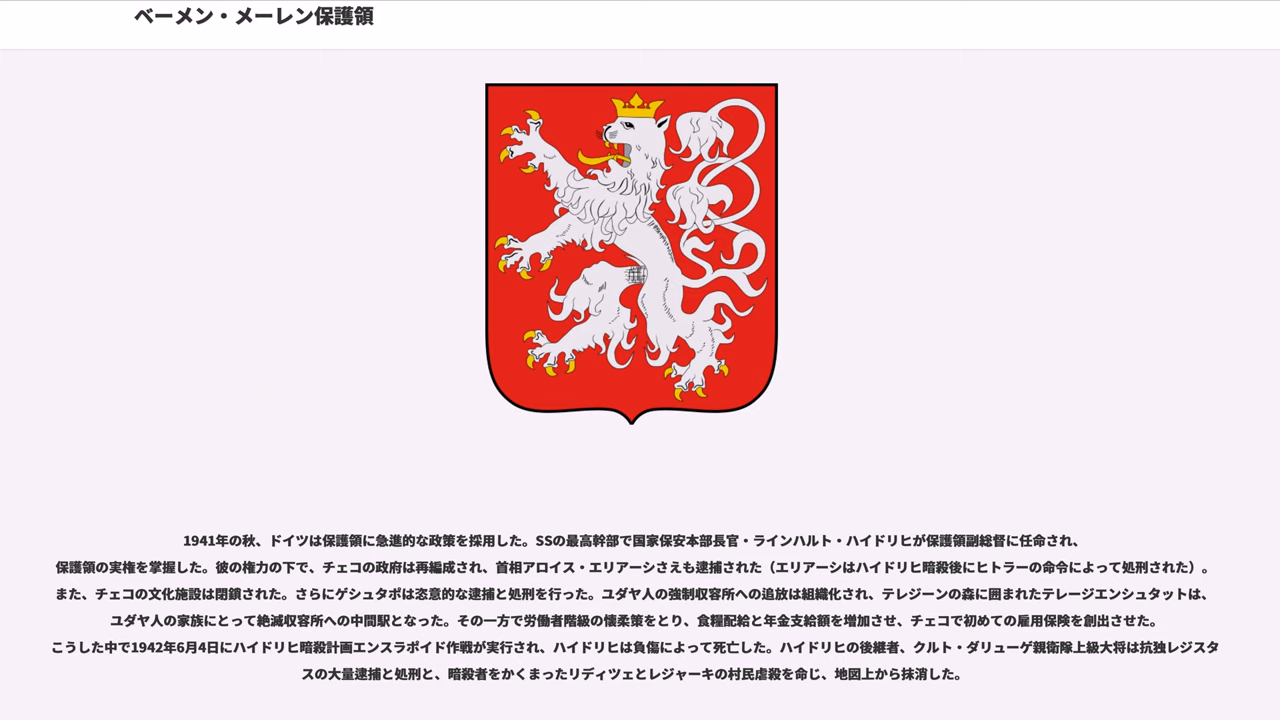 ベーメン・メーレン保護領
1941年の秋、ドイツは保護領に急進的な政策を採用した。SSの最高幹部で国家保安本部長官・ラインハルト・ハイドリヒが保護領副総督に任命され、
保護領の実権を掌握した。彼の権力の下で、チェコの政府は再編成され、首相アロイス・エリアーシさえも逮捕された（エリアーシはハイドリヒ暗殺後にヒトラーの命令によって処刑された）。
また、チェコの文化施設は閉鎖された。さらにゲシュタポは恣意的な逮捕と処刑を行った。ユダヤ人の強制収容所への追放は組織化され、テレジーンの森に囲まれたテレージエンシュタットは、
ユダヤ人の家族にとって絶滅収容所への中間駅となった。その一方で労働者階級の懐柔策をとり、食糧配給と年金支給額を増加させ、チェコで初めての雇用保険を創出させた。
こうした中で1942年6月4日にハイドリヒ暗殺計画エンスラポイド作戦が実行され、ハイドリヒは負傷によって死亡した。ハイドリヒの後継者、クルト・ダリューゲ親衛隊上級大将は抗独レジスタ
スの大量逮捕と処刑と、暗殺者をかくまったリディツェとレジャーキの村民虐殺を命じ、地図上から抹消した。